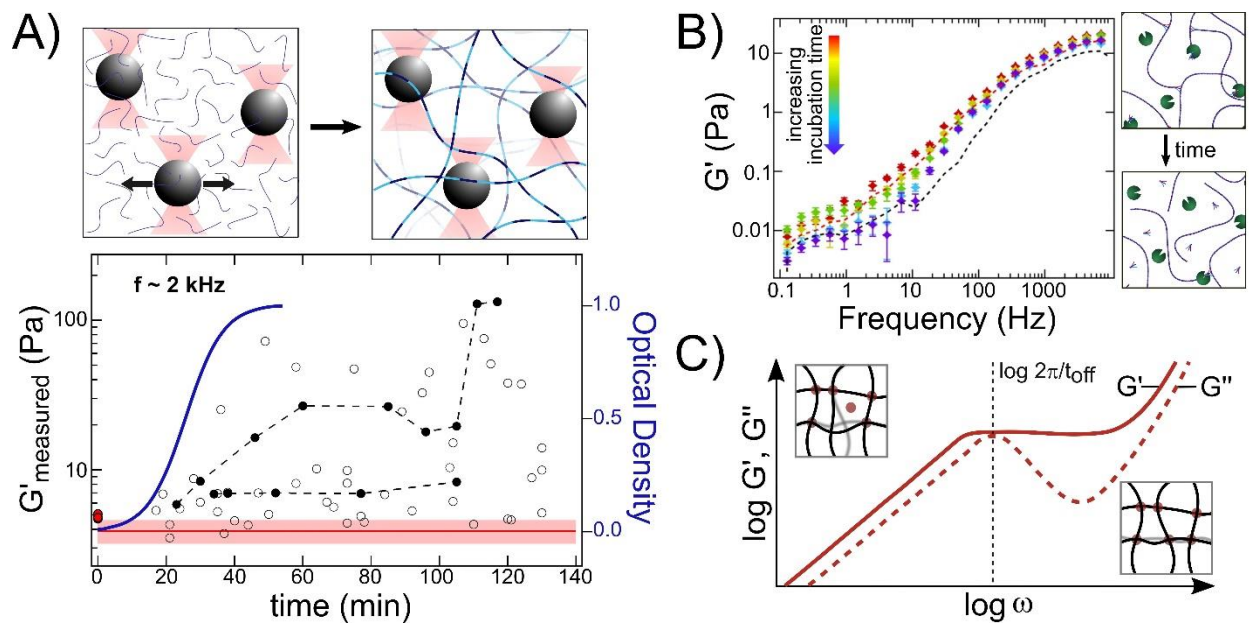 A)
f ~ 2 kHz
G'measured (Pa)
100
10
0
20
40
60
80
100
120
140
time (min)
1.0
0.5
0.0
Optical Density
B)
G' (Pa)
10
1
0.1
0.01
increasing
incubation time
0.1
1
10
100
1000
Frequency (Hz)
time
C)
log G', G"
log 2π/toff
G'
G"
log ω